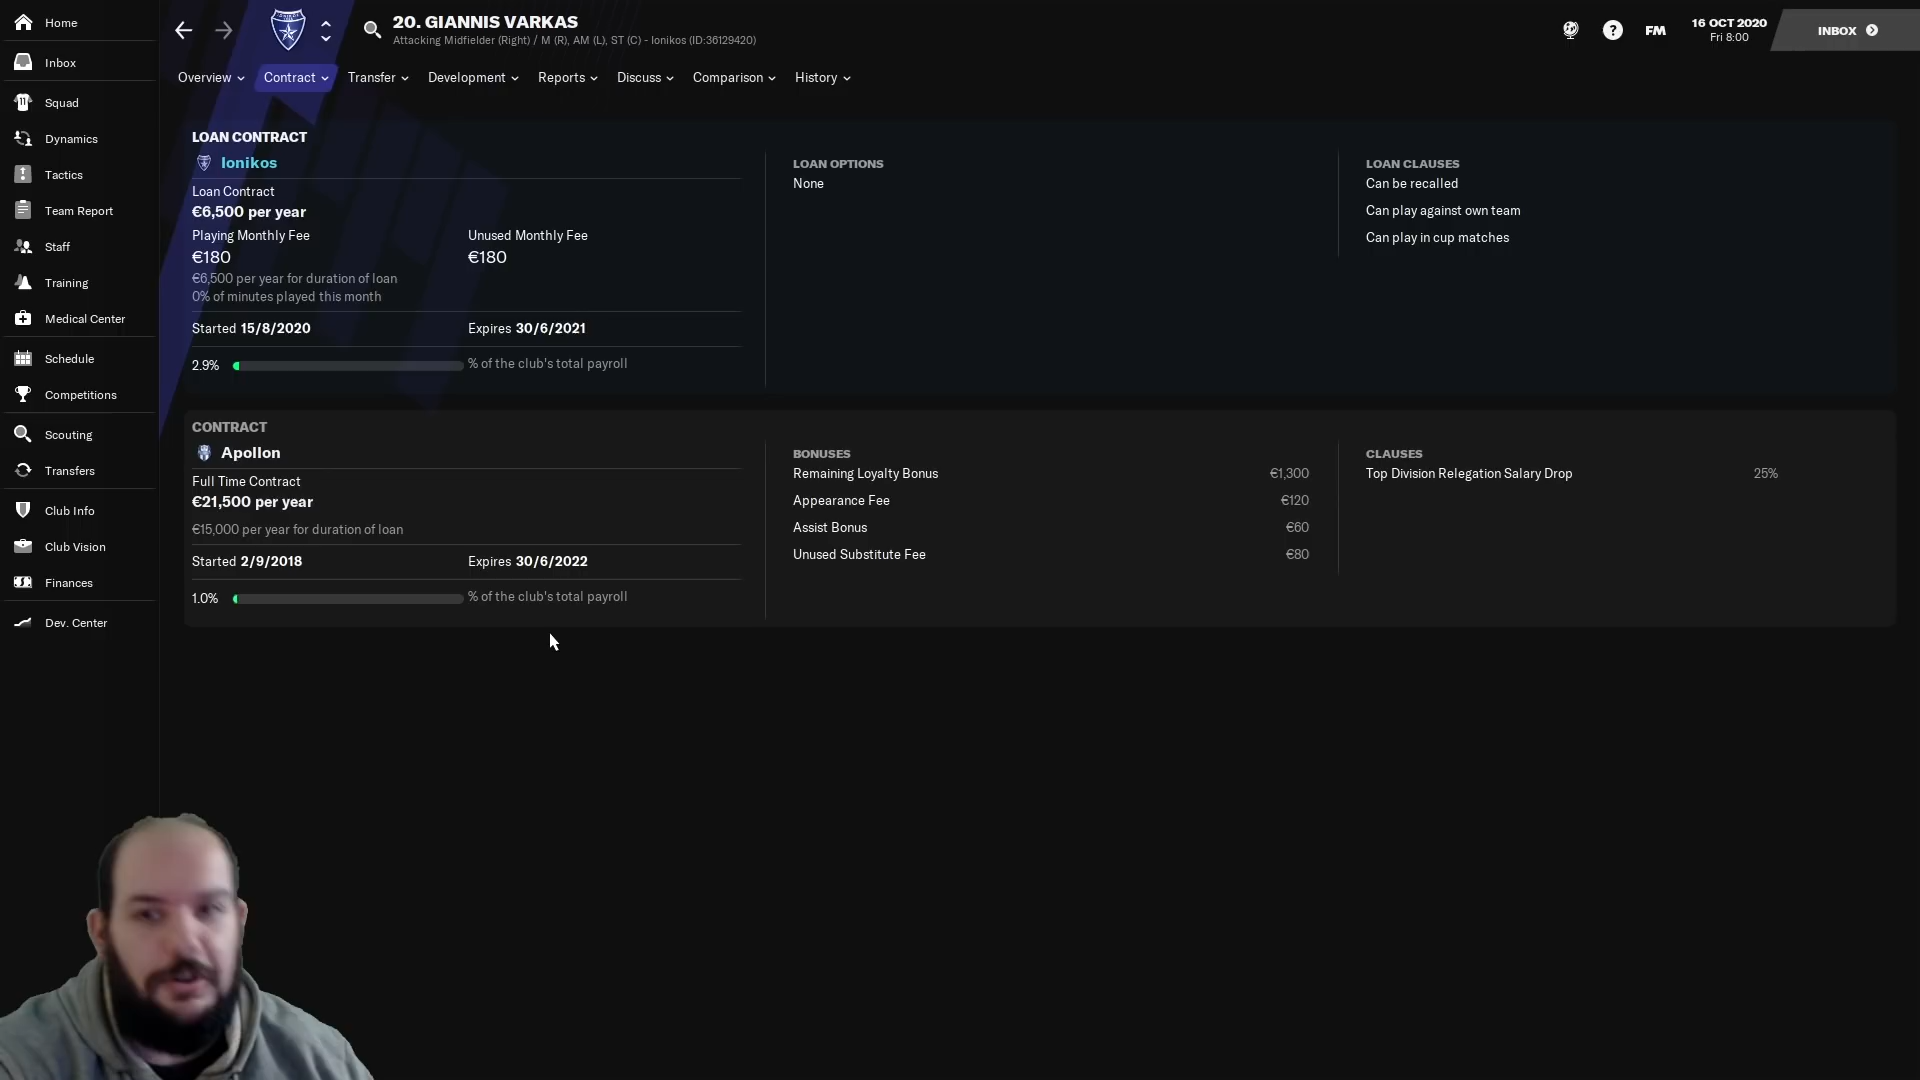 Home
Inbox
Squad
Dynamics
Tactics
Team Report
Staff
Training
Medical Center
Schedule
Competitions
Scouting
Transfers
Club Info
Club Vision
Finances
Dev. Center
20. GIANNIS VARKAS
Attacking Midfielder (Right) / M (R), AM (L), ST (C) - Ionikos (ID:36129420)
FM
16 OCT 2020
Fri 8:00
INBOX
Overview Contract Transfer Development Reports Discuss Comparison History
LOAN CONTRACT
Ionikos
Loan Contract
€6,500 per year
Playing Monthly Fee Unused Monthly Fee
€180 €180
€6,500 per year for duration of loan
0% of minutes played this month
Started 15/8/2020 Expires 30/6/2021
2.9% % of the club's total payroll
LOAN OPTIONS
None
LOAN CLAUSES
Can be recalled
Can play against own team
Can play in cup matches
CONTRACT
Apollon
Full Time Contract
€21,500 per year
€15,000 per year for duration of loan
Started 2/9/2018 Expires 30/6/2022
1.0% % of the club's total payroll
BONUSES
Remaining Loyalty Bonus €1,300
Appearance Fee €120
Assist Bonus €60
Unused Substitute Fee €80
CLAUSES
Top Division Relegation Salary Drop 25%